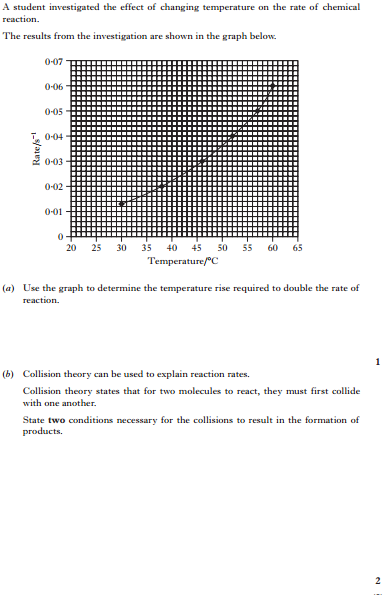 A student investigated the effect of changing temperature on the rate of chemical
reaction.
The results from the investigation are shown in the graph below.
0·07
0·06
0·05
0·04
0·03
0·02
0·01
0
Rate/s⁻¹
20 25 30 35 40 45 50 55 60 65
Temperature/°C
(a) Use the graph to determine the temperature rise required to double the rate of
reaction.
1
(b) Collision theory can be used to explain reaction rates.
Collision theory states that for two molecules to react, they must first collide
with one another.
State two conditions necessary for the collisions to result in the formation of
products.
2